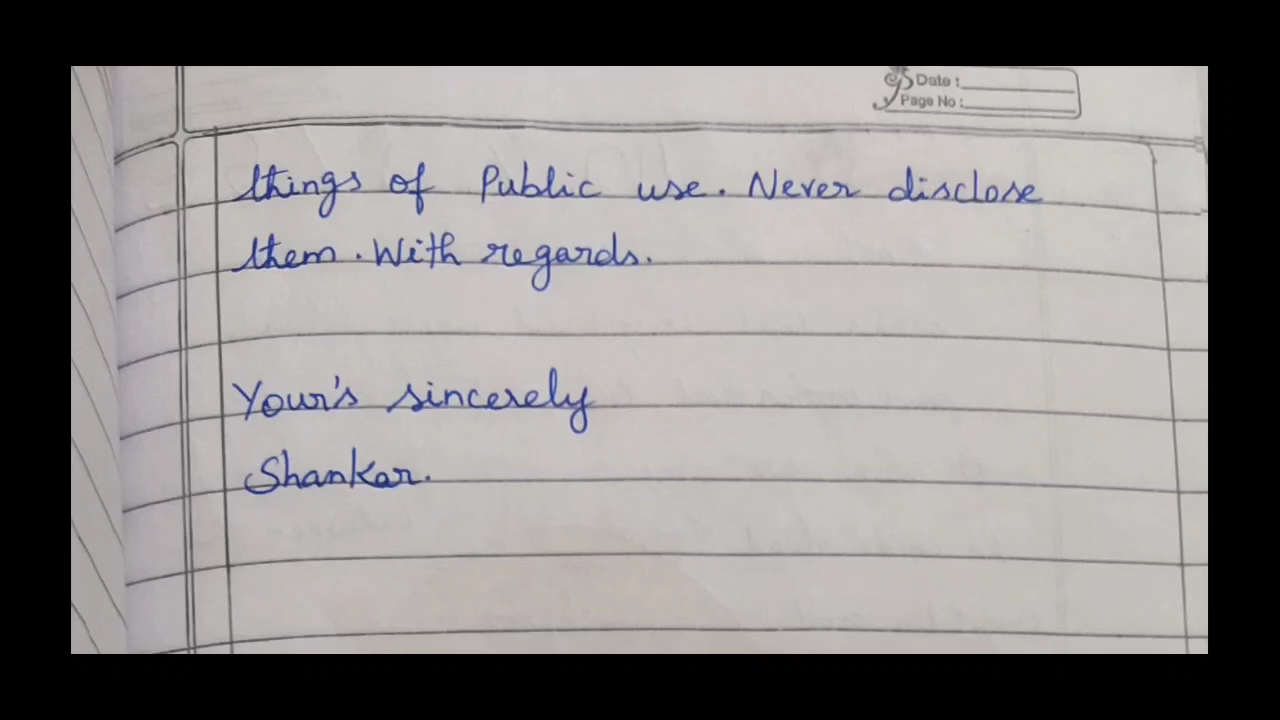 Date :
Page No :
things of Public use. Never disclose
them. With regards.
Your's sincerely
Shankar.